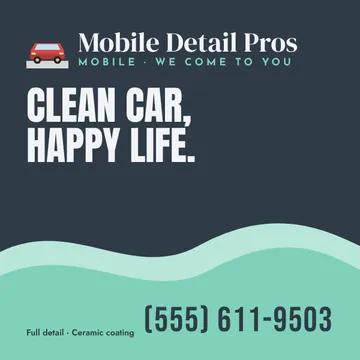 Mobile Detail Pros
MOBILE · WE COME TO YOU
CLEAN CAR,
HAPPY LIFE.
Full detail · Ceramic coating
(555) 611-9503